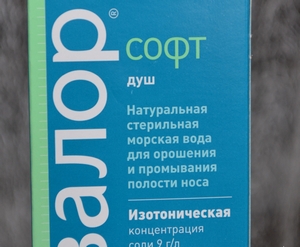 валор®
софт
душ
Натуральная
стерильная
морская вода
для орошения
и промывания
полости носа
Изотоническая
концентрация
соли 9 г/л